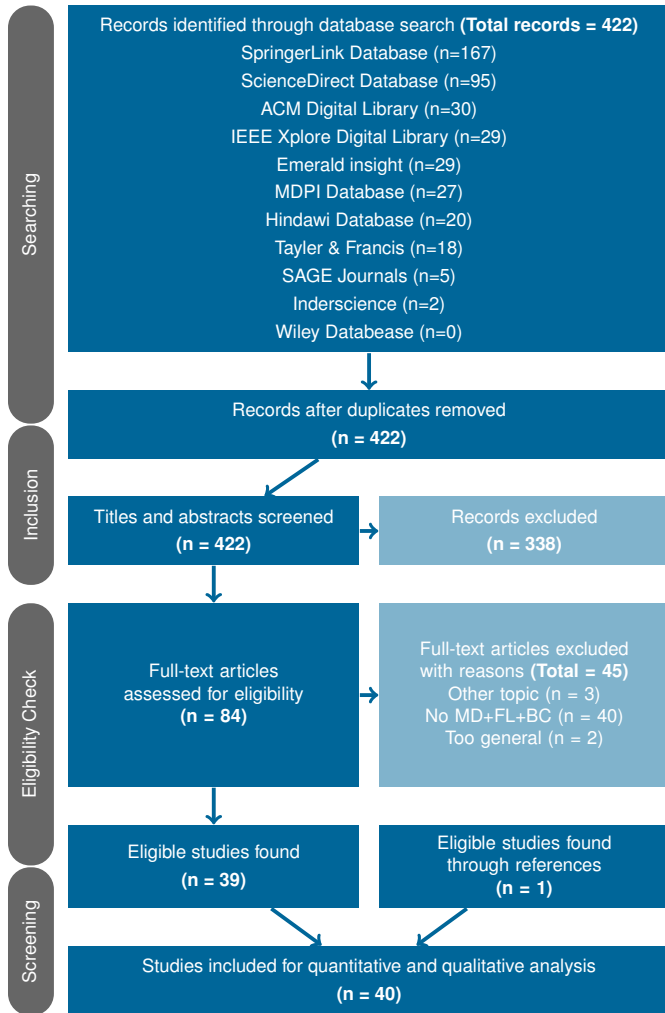 Searching
Records identified through database search (Total records = 422)
SpringerLink Database (n=167)
ScienceDirect Database (n=95)
ACM Digital Library (n=30)
IEEE Xplore Digital Library (n=29)
Emerald insight (n=29)
MDPI Database (n=27)
Hindawi Database (n=20)
Tayler & Francis (n=18)
SAGE Journals (n=5)
Inderscience (n=2)
Wiley Databease (n=0)
Records after duplicates removed
(n = 422)
Inclusion
Titles and abstracts screened
(n = 422)
Records excluded
(n = 338)
Eligibility Check
Full-text articles
assessed for eligibility
(n = 84)
Full-text articles excluded
with reasons (Total = 45)
Other topic (n = 3)
No MD+FL+BC (n = 40)
Too general (n = 2)
Eligible studies found
(n = 39)
Eligible studies found
through references
(n = 1)
Screening
Studies included for quantitative and qualitative analysis
(n = 40)